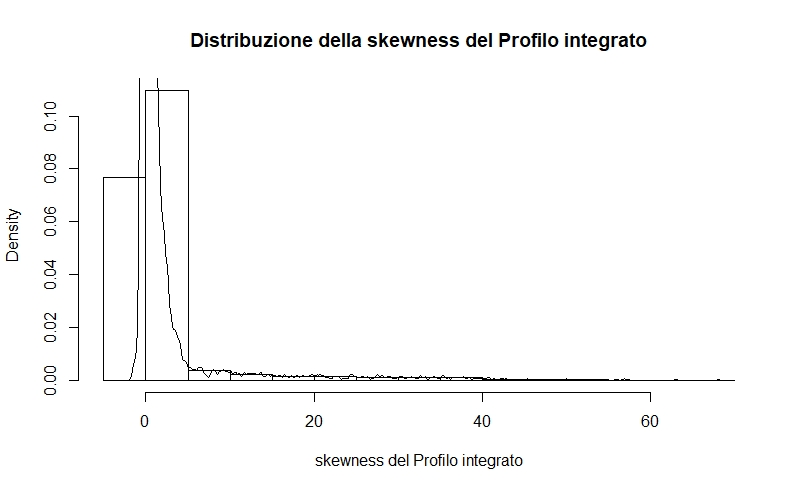 Distribuzione della skewness del Profilo integrato
Density
0.10
0.08
0.06
0.04
0.02
0.00
0 20 40 60
skewness del Profilo integrato